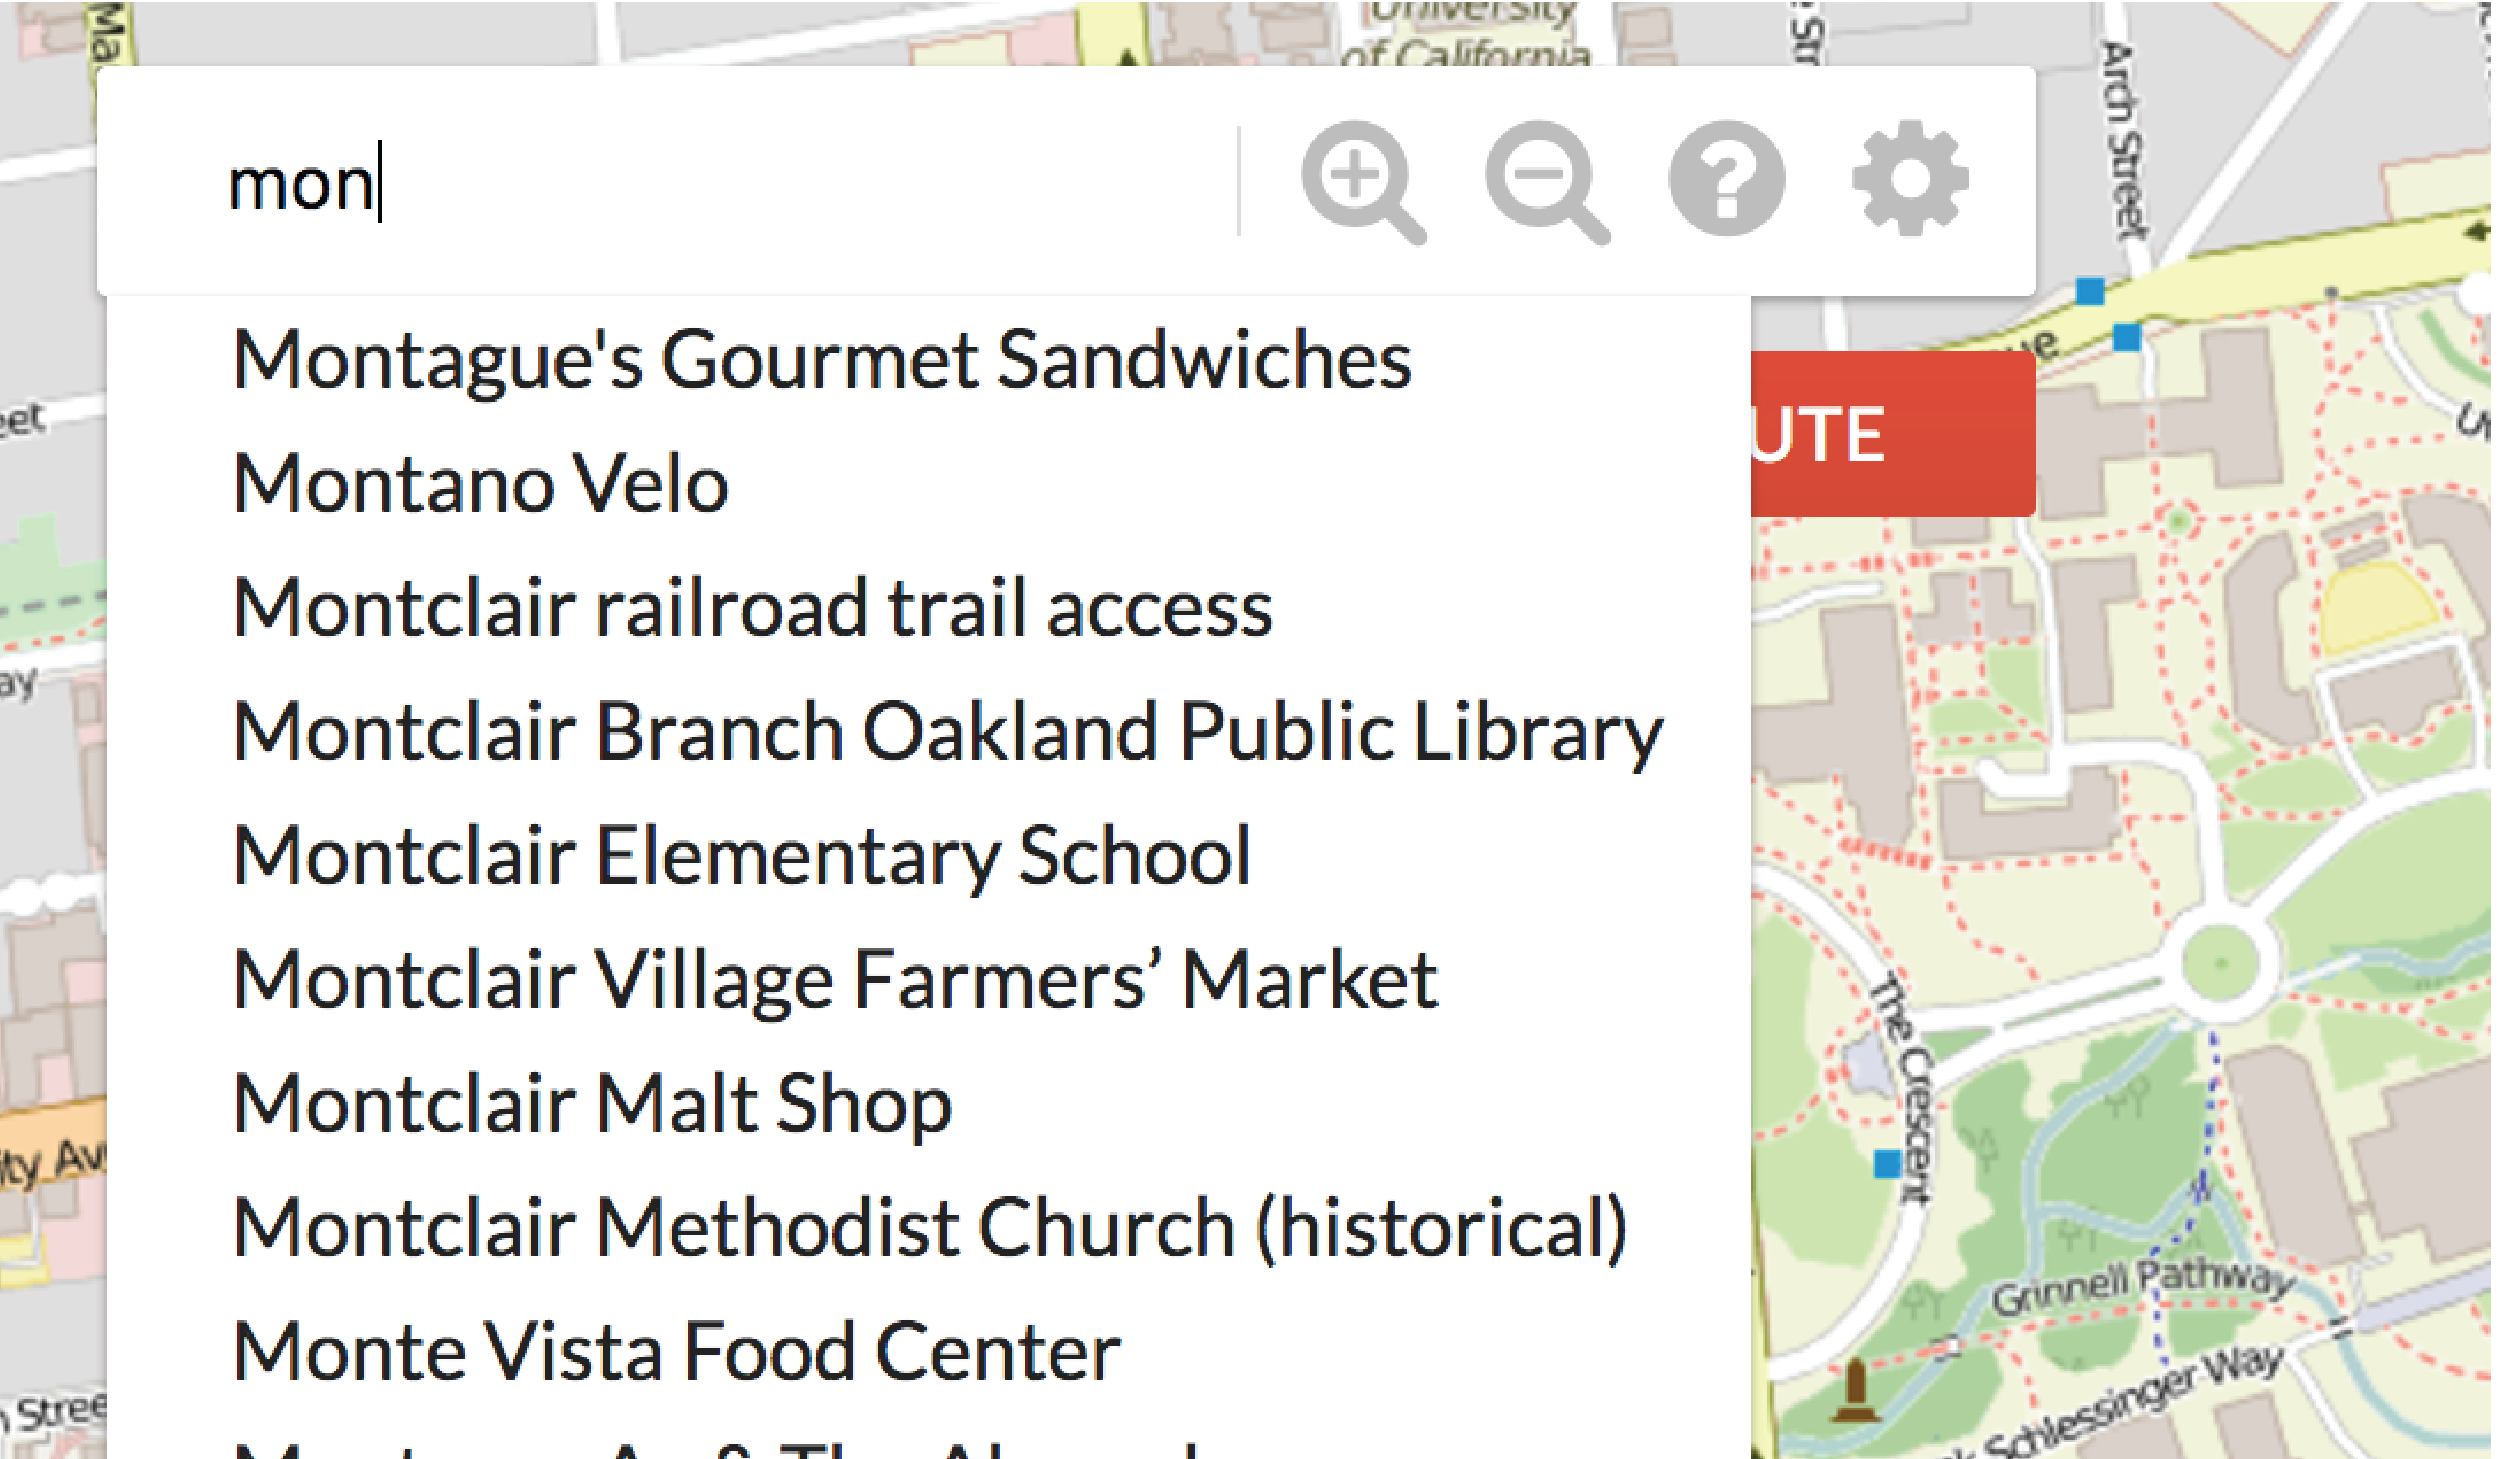 University
of California
Arch Street
mon
Montague's Gourmet Sandwiches
UTE
Montano Velo
Montclair railroad trail access
Montclair Branch Oakland Public Library
Montclair Elementary School
Montclair Village Farmers’ Market
Montclair Malt Shop
The Crescent
Montclair Methodist Church (historical)
Grinnell Pathway
Monte Vista Food Center
Schlessinger Way